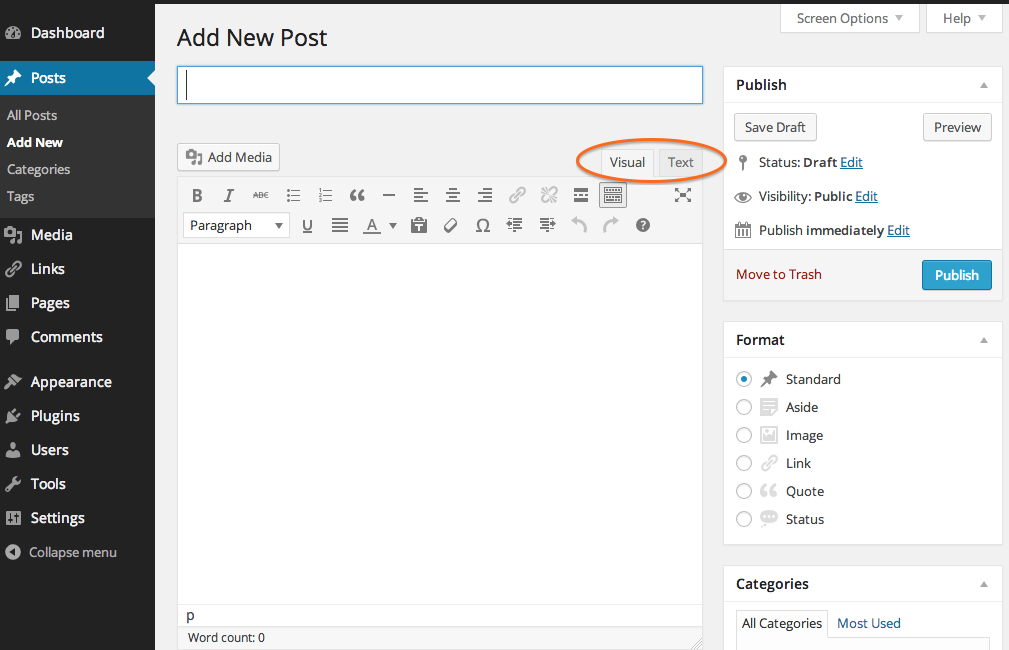 Dashboard
Posts
All Posts
Add New
Categories
Tags
Media
Links
Pages
Comments
Appearance
Plugins
Users
Tools
Settings
Collapse menu
Screen Options
Help
Add New Post
Add Media
Visual
Text
B I ABC
Paragraph
U A Ω
p
Word count: 0
Publish
Save Draft
Preview
Status: Draft Edit
Visibility: Public Edit
Publish immediately Edit
Move to Trash
Publish
Format
Standard
Aside
Image
Link
Quote
Status
Categories
All Categories
Most Used